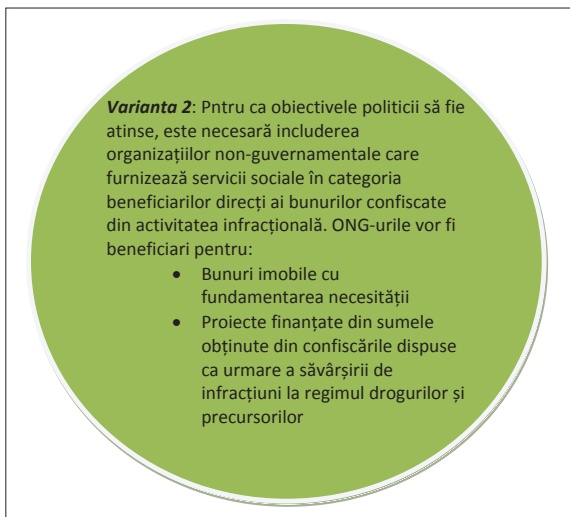 Varianta 2: Pntru ca obiectivele politicii să fie
atinse, este necesară includerea
organizațiilor non-guvernamentale care
furnizează servicii sociale în categoria
beneficiarilor direcți ai bunurilor confiscate
din activitatea infracțională. ONG-urile vor fi
beneficiari pentru:
• Bunuri imobile cu
fundamentarea necesității
• Proiecte finanțate din sumele
obținute din confiscările dispuse
ca urmare a săvârșirii de
infracțiuni la regimul drogurilor și
precursorilor